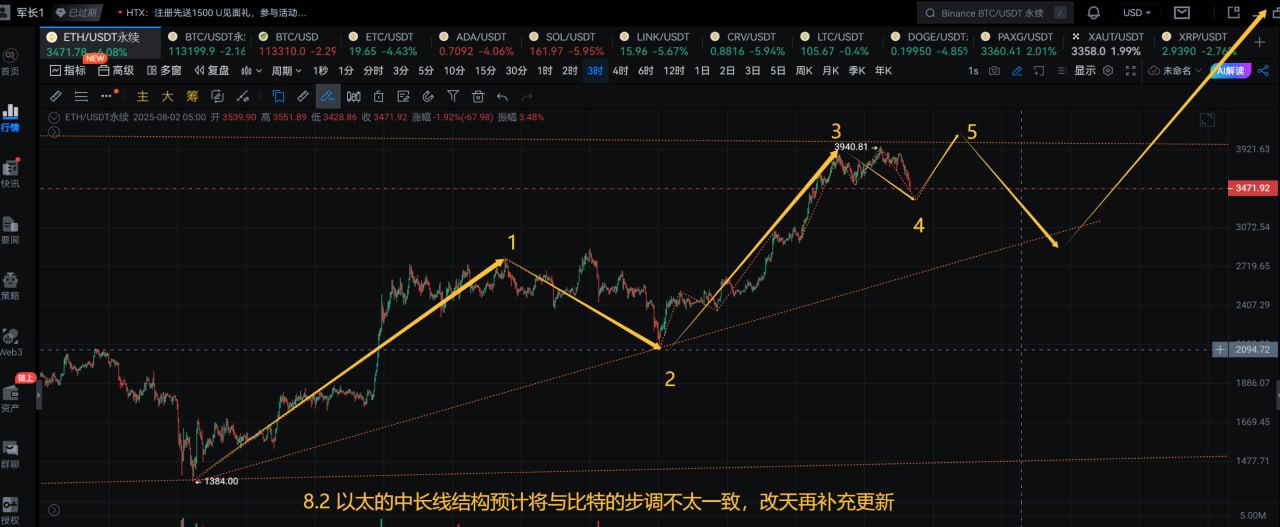 军长1 已过期 HTX：注册先送1500 U见面礼，参与活动... Binance BTC/USDT 永续 / USD
ETH/USDT永续 BTC/USDT永 BTC/USD ETC/USDT ADA/USDT SOL/USDT LINK/USDT CRV/USDT LTC/USDT DOGE/USDT PAXG/USDT XAUT/USDT XRP/USDT
3471.78 -6.08% 113199.9 -2.16 113310.0 -2.29 19.65 -4.43% 0.7092 -4.06% 161.97 -5.95% 15.96 -5.67% 0.8816 -5.94% 105.67 -0.4% 0.19950 -4.85% 3360.41 2.01% 3358.0 1.99% 2.9390 -2.76%
NEW
指标 高级 多窗 复盘 周期 1秒 1分 分时 3分 5分 10分 15分 30分 1时 2时 3时 4时 6时 12时 1日 2日 3日 5日 周K 月K 季K 年K 1s 显示 未命名 AI解读
主 大 筹
ETH/USDT永续 2025-08-02 05:00 开 3539.90 高 3551.89 低 3428.86 收 3471.92 涨幅 -1.92%(-67.98) 振幅 3.48%
首页
行情
快讯
要闻
策略
Web3
链上
资产
群聊
授权
3
3940.81
5
4
1
2
1384.00
3921.63
3471.92
3072.54
2719.65
2407.29
2094.72
1886.07
1669.45
1477.71
5.00M
8.2 以太的中长线结构预计将与比特的步调不太一致，改天再补充更新